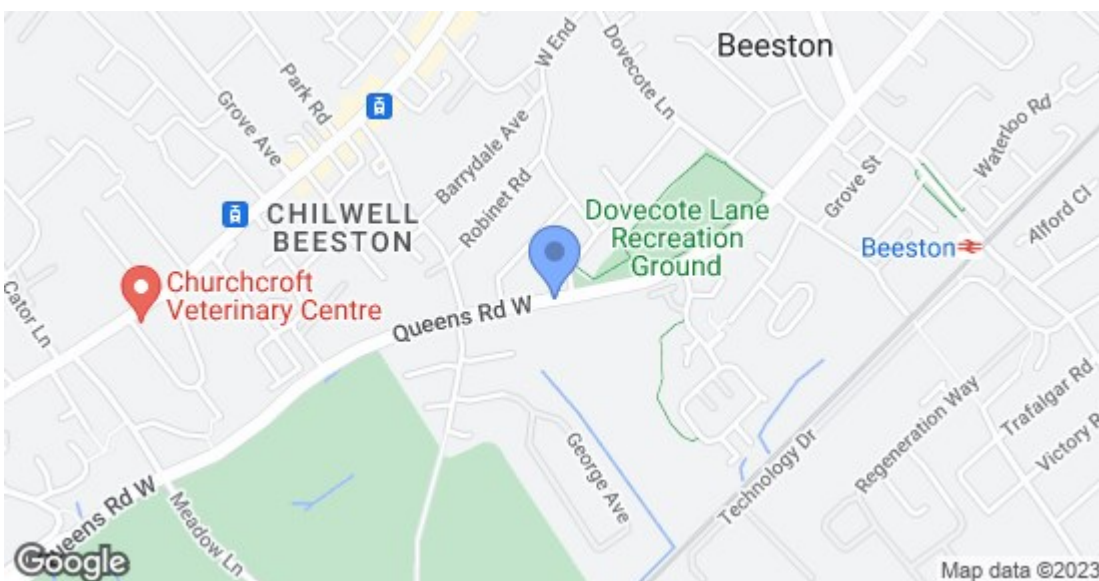 Beeston
W End
Dovecote Ln
Park Rd
Grove Ave
Waterloo Rd
Barrydale Ave
Grove St
Robinet Rd
Alford Cl
CHILWELL
BEESTON
Dovecote Lane
Recreation
Ground
Beeston
Churchcroft
Veterinary Centre
Cator Ln
Queens Rd W
Regeneration Way
Trafalgar Rd
Victory R
George Ave
Technology Dr
Queens Rd W
Meadow Ln
Google
Map data ©2023